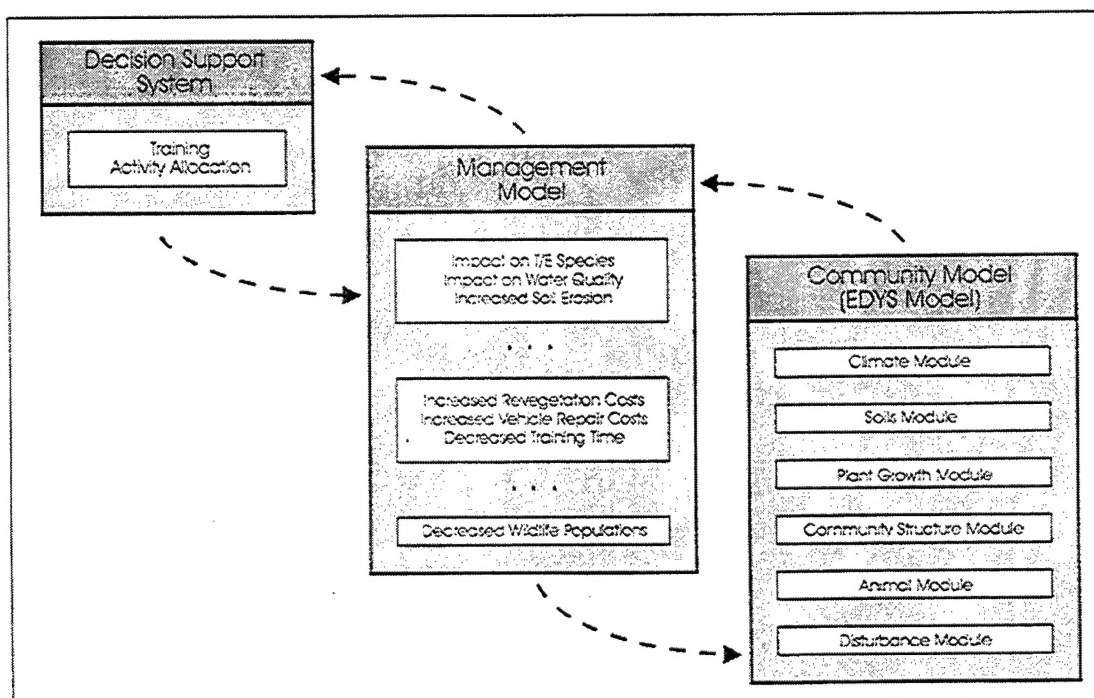 Decision Support
System
Training
Activity Allocation
Management
Model
Impact on T/E Species
Impact on Water Quality
Increased Soil Erosion
. . .
Increased Revegetation Costs
Increased Vehicle Repair Costs
Decreased Training Time
. . .
Decreased Wildlife Populations
Community Model
(EDYS Model)
Climate Module
Soils Module
Plant Growth Module
Community Structure Module
Animal Module
Disturbance Module